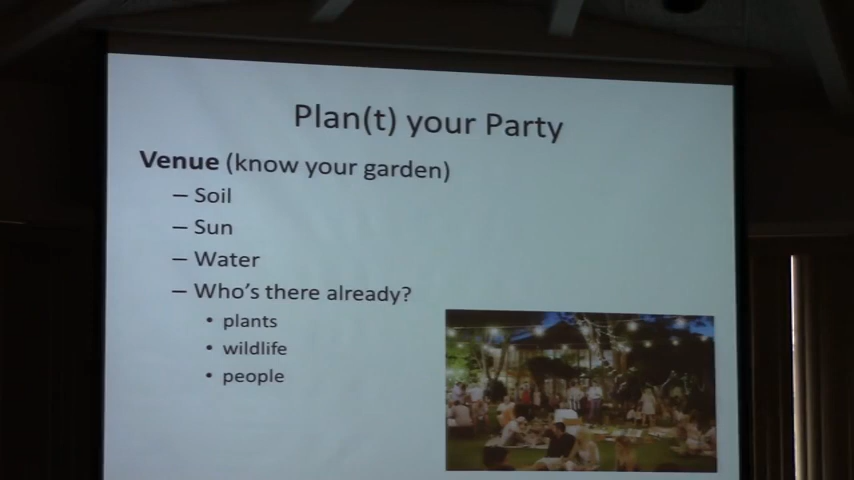 Plan(t) your Party
Venue (know your garden)
– Soil
– Sun
– Water
– Who's there already?
• plants
• wildlife
• people